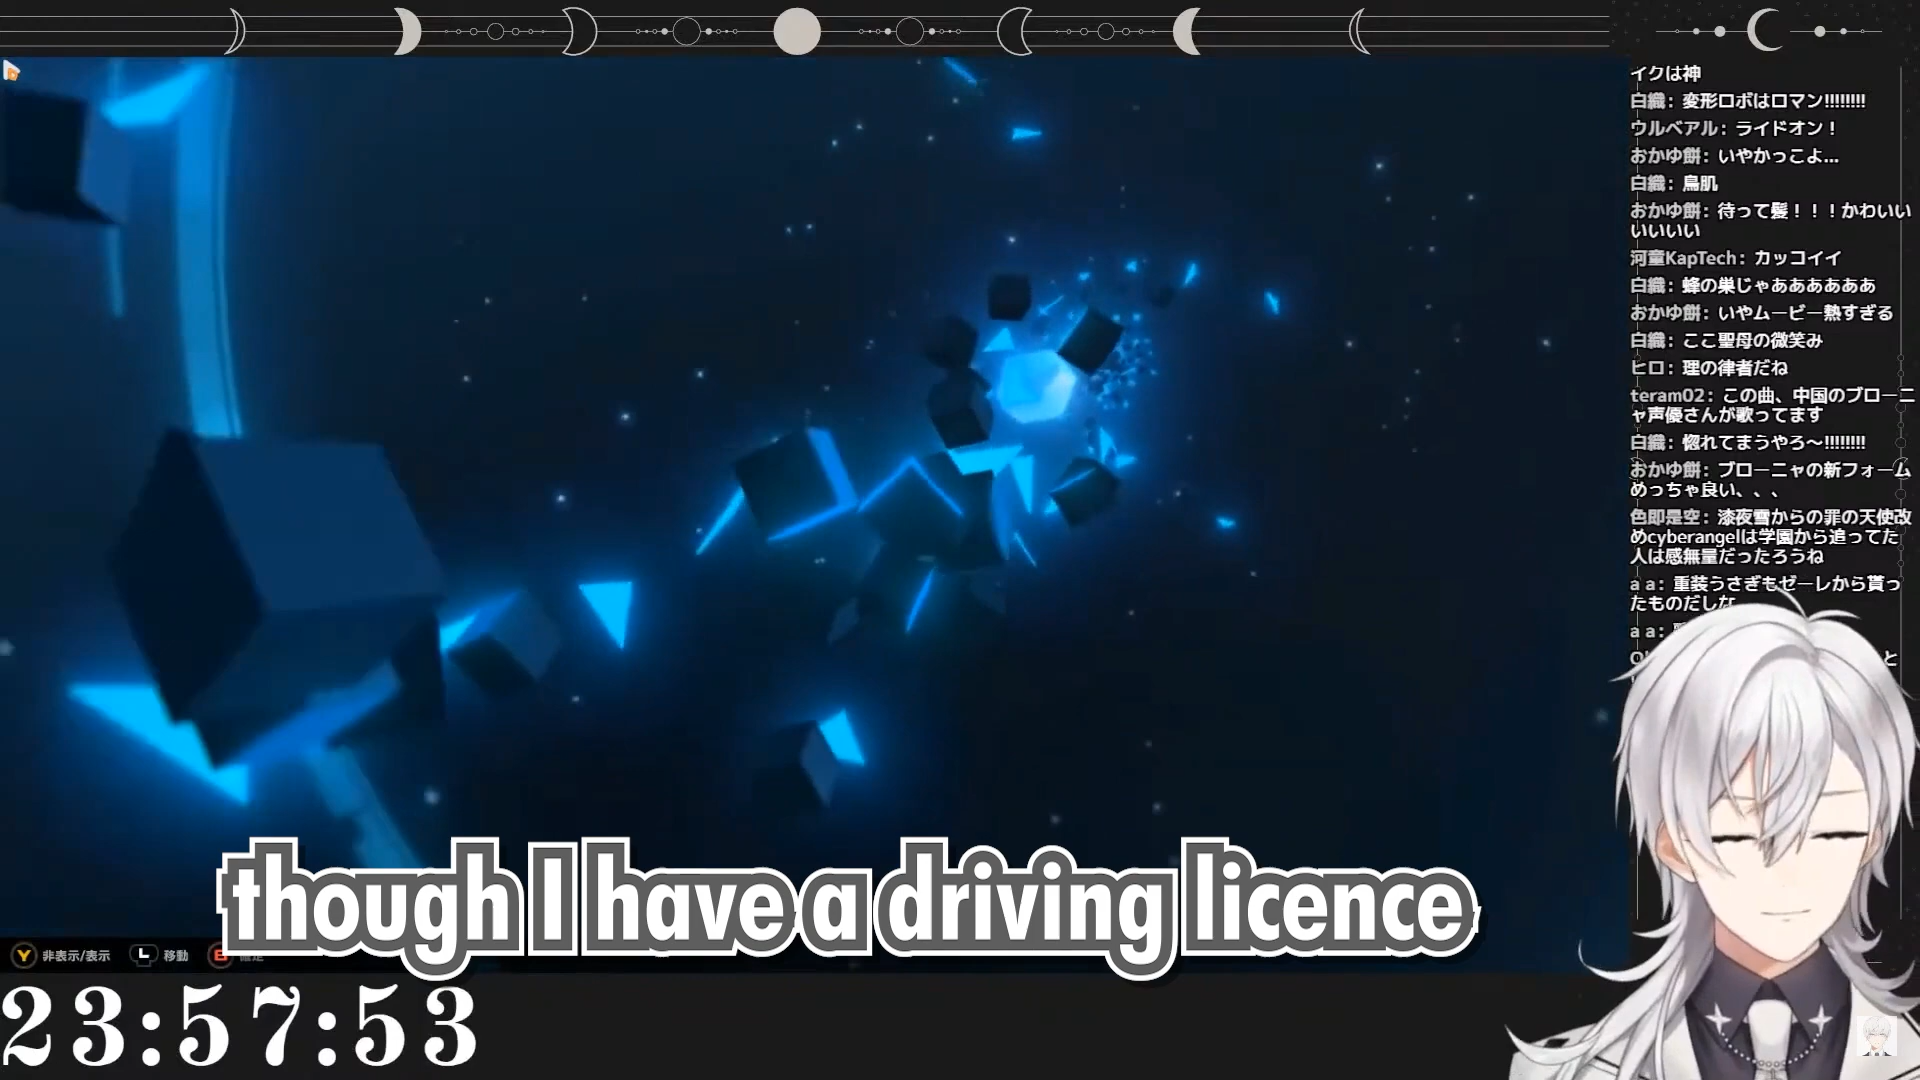 イクは神
白織: 変形ロボはロマン!!!!!!!!
ウルベアル: ライドオン！
おかゆ餅: いやかっこよ...
白織: 鳥肌
おかゆ餅: 待って髪！！！かわいい
いいいい
河童KapTech: カッコイイ
白織: 蜂の巣じゃああああああ
おかゆ餅: いやムービー熱すぎる
白織: ここ聖母の微笑み
ヒロ: 理の律者だね
teram02: この曲、中国のブローニ
ャ声優さんが歌ってます
白織: 惚れてまうやろ～!!!!!!!!
おかゆ餅: ブローニャの新フォーム
めっちゃ良い、、、
色即是空: 漆夜雪からの罪の天使改
めcyberangelは学園から追ってた
人は感無量だったろうね
a a: 重装うさぎもゼーレから貰っ
たものだしな
a a:
と
though I have a driving licence
Y 非表示/表示 L 移動 B
23:57:53